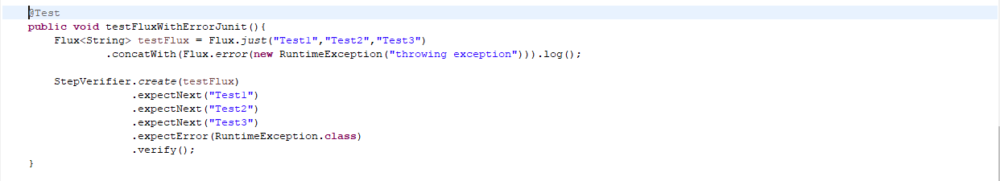 @Test
public void testFluxWithErrorJunit(){
Flux<String> testFlux = Flux.just("Test1","Test2","Test3")
.concatWith(Flux.error(new RuntimeException("throwing exception"))).log();
StepVerifier.create(testFlux)
.expectNext("Test1")
.expectNext("Test2")
.expectNext("Test3")
.expectError(RuntimeException.class)
.verify();
}